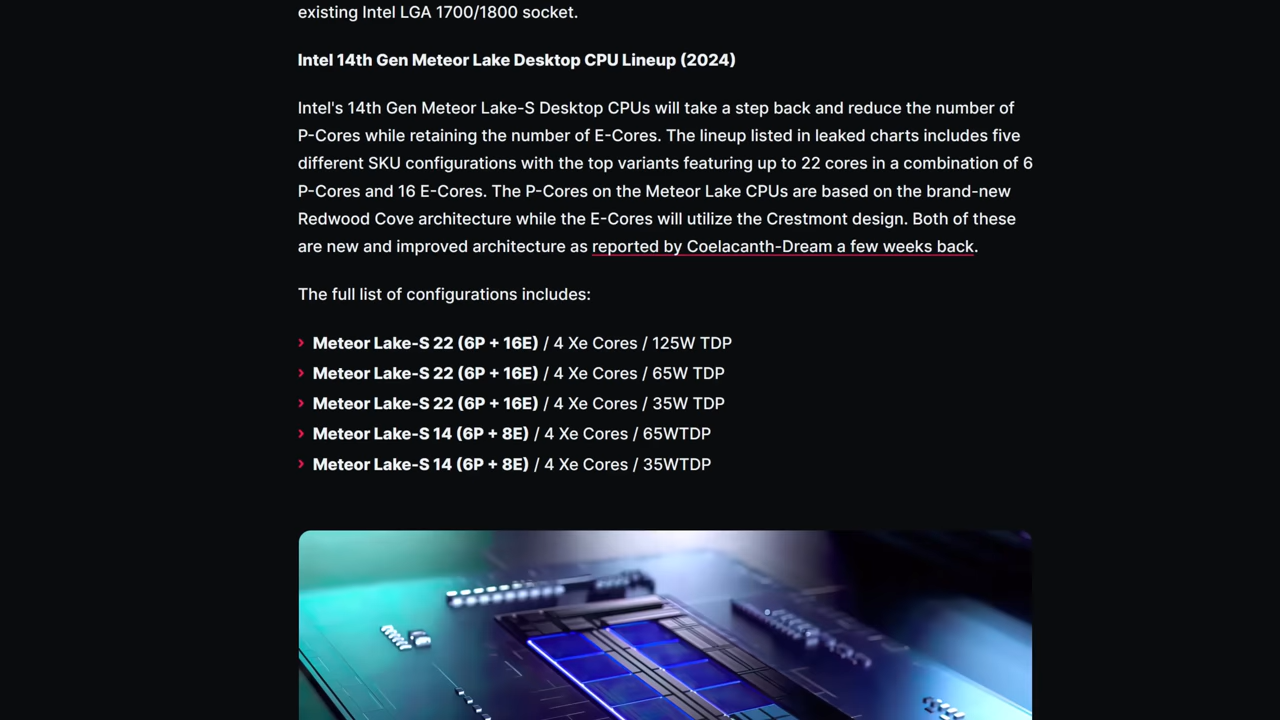 existing Intel LGA 1700/1800 socket.
Intel 14th Gen Meteor Lake Desktop CPU Lineup (2024)
Intel's 14th Gen Meteor Lake-S Desktop CPUs will take a step back and reduce the number of
P-Cores while retaining the number of E-Cores. The lineup listed in leaked charts includes five
different SKU configurations with the top variants featuring up to 22 cores in a combination of 6
P-Cores and 16 E-Cores. The P-Cores on the Meteor Lake CPUs are based on the brand-new
Redwood Cove architecture while the E-Cores will utilize the Crestmont design. Both of these
are new and improved architecture as reported by Coelacanth-Dream a few weeks back.
The full list of configurations includes:
› Meteor Lake-S 22 (6P + 16E) / 4 Xe Cores / 125W TDP
› Meteor Lake-S 22 (6P + 16E) / 4 Xe Cores / 65W TDP
› Meteor Lake-S 22 (6P + 16E) / 4 Xe Cores / 35W TDP
› Meteor Lake-S 14 (6P + 8E) / 4 Xe Cores / 65WTDP
› Meteor Lake-S 14 (6P + 8E) / 4 Xe Cores / 35WTDP